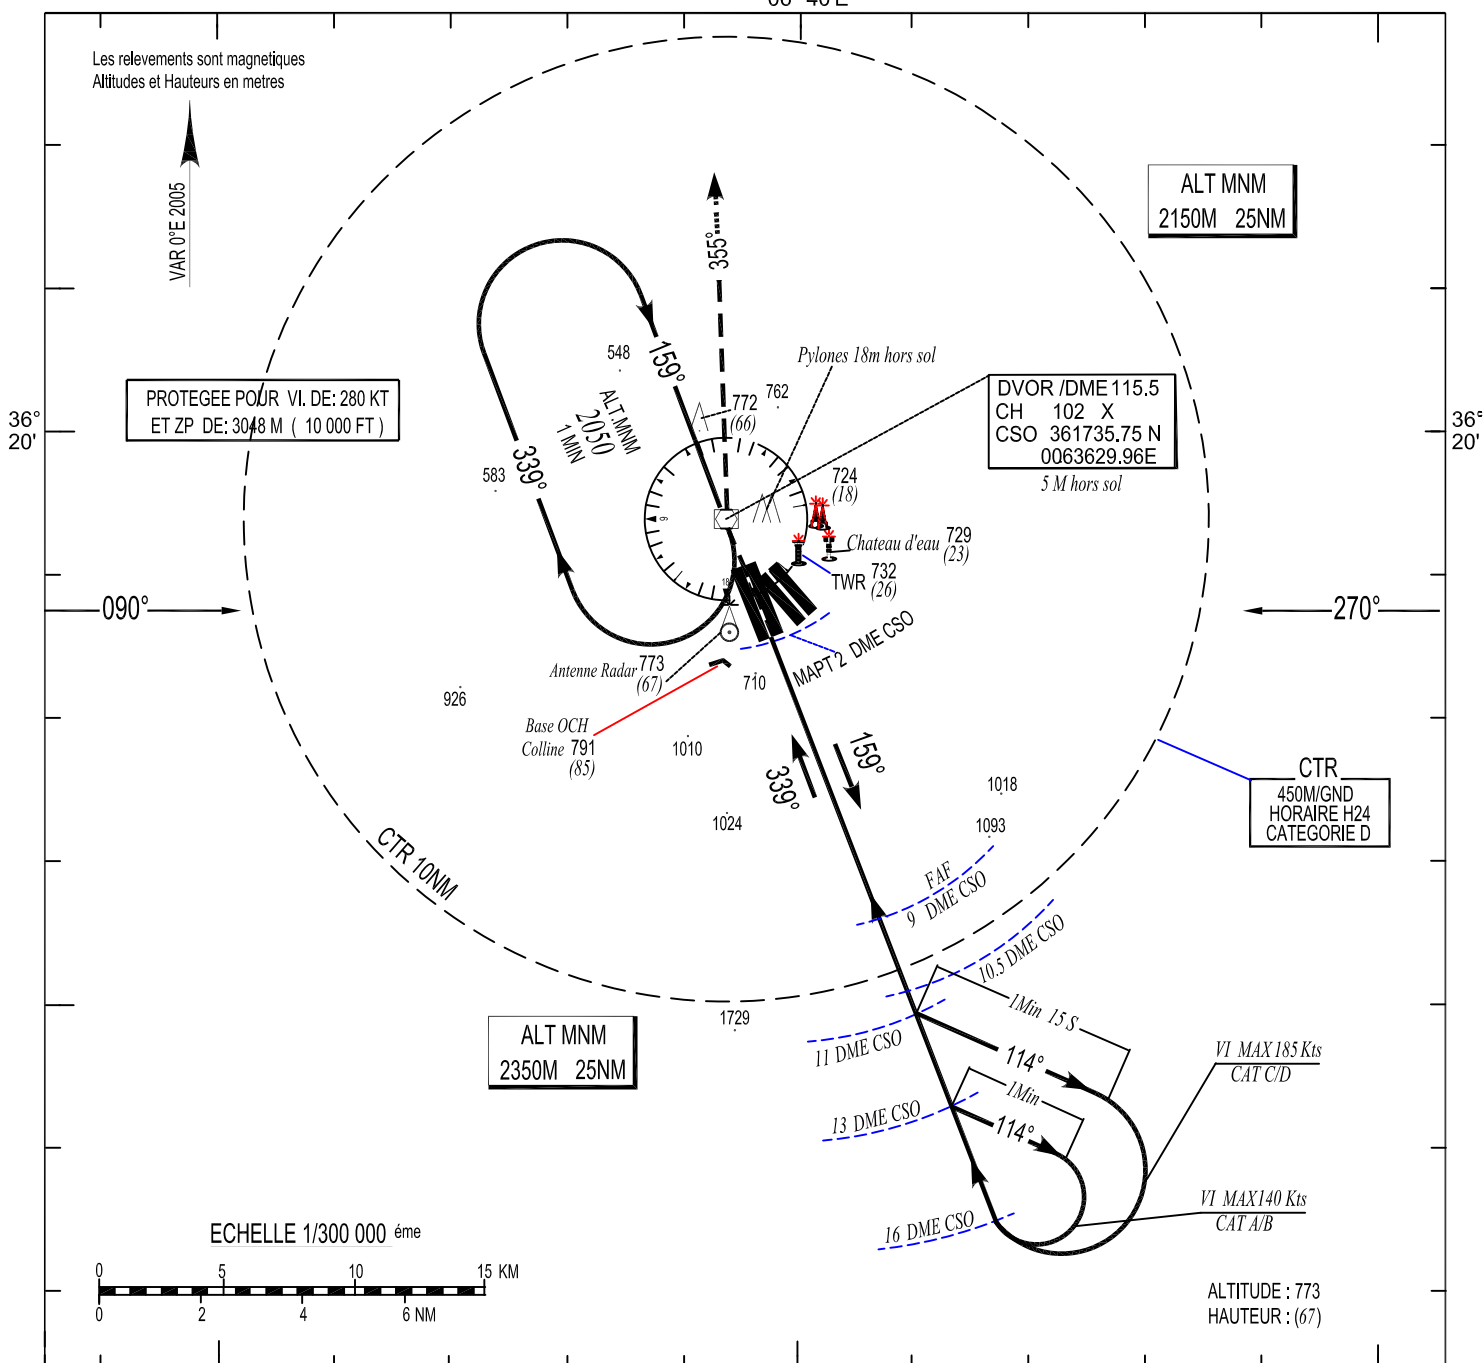 Les relevements sont magnetiques
Altitudes et Hauteurs en metres
VAR 0°E 2005
ALT MNM
2150M 25NM
355°
159°
548
Pylones 18m hors sol
PROTEGEE POUR VI. DE: 280 KT
ET ZP DE: 3048 M ( 10 000 FT )
ALT.MNM
2050
1 MIN
339°
772
(66)
762
DVOR /DME 115.5
CH 102 X
CSO 361735.75 N
0063629.96E
5 M hors sol
36°
20'
36°
20'
583
724
(18)
9
18
Chateau d'eau 729
(23)
TWR 732
(26)
090°
270°
MAPT 2 DME CSO
Antenne Radar 773
(67)
710
926
Base OCH
Colline 791
(85)
1010
339°
159°
CTR
450M/GND
HORAIRE H24
CATEGORIE D
1018
1024
1093
CTR 10NM
FAF
9 DME CSO
10.5 DME CSO
1729
ALT MNM
2350M 25NM
11 DME CSO
1Min 15 S
114°
VI MAX 185 Kts
CAT C/D
1Min
13 DME CSO
114°
VI MAX140 Kts
CAT A/B
16 DME CSO
ECHELLE 1/300 000 éme
0 5 10 15 KM
0 2 4 6 NM
ALTITUDE : 773
HAUTEUR : (67)